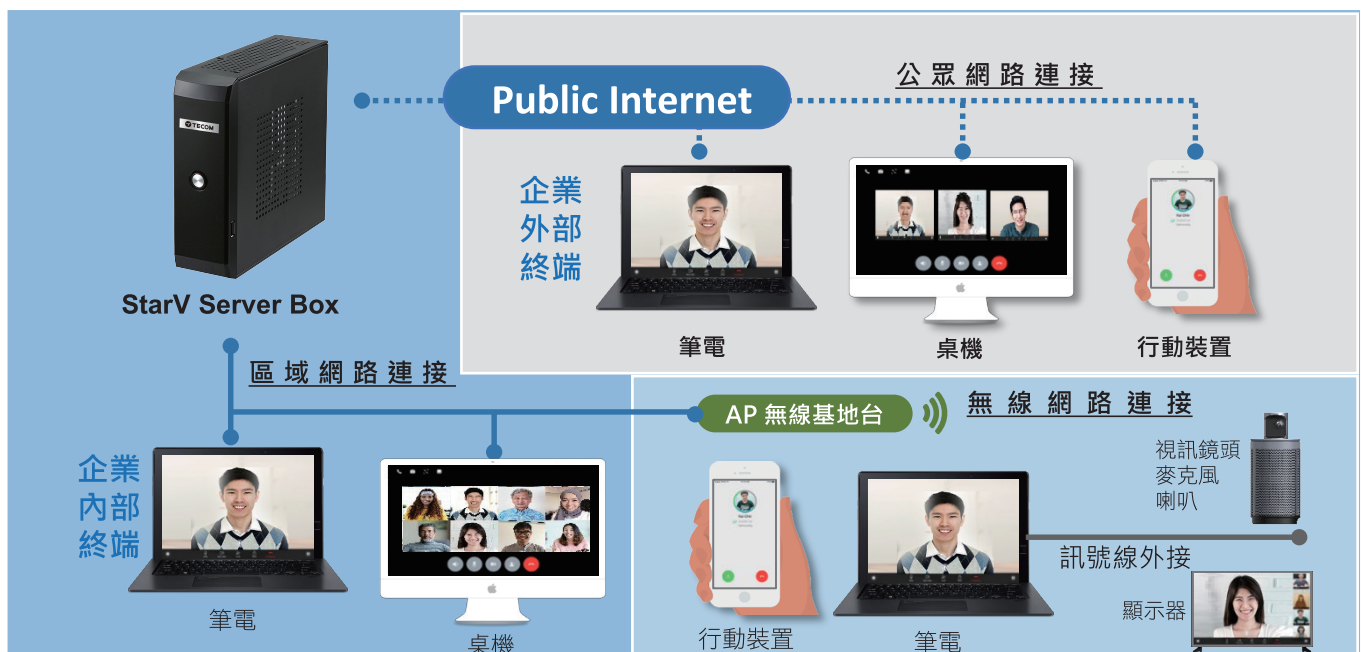 TECOM
StarV Server Box
Public Internet
公眾網路連接
企業
外部
終端
筆電
桌機
行動裝置
區域網路連接
AP 無線基地台
無線網路連接
企業
內部
終端
筆電
桌機
行動裝置
筆電
視訊鏡頭
麥克風
喇叭
訊號線外接
顯示器